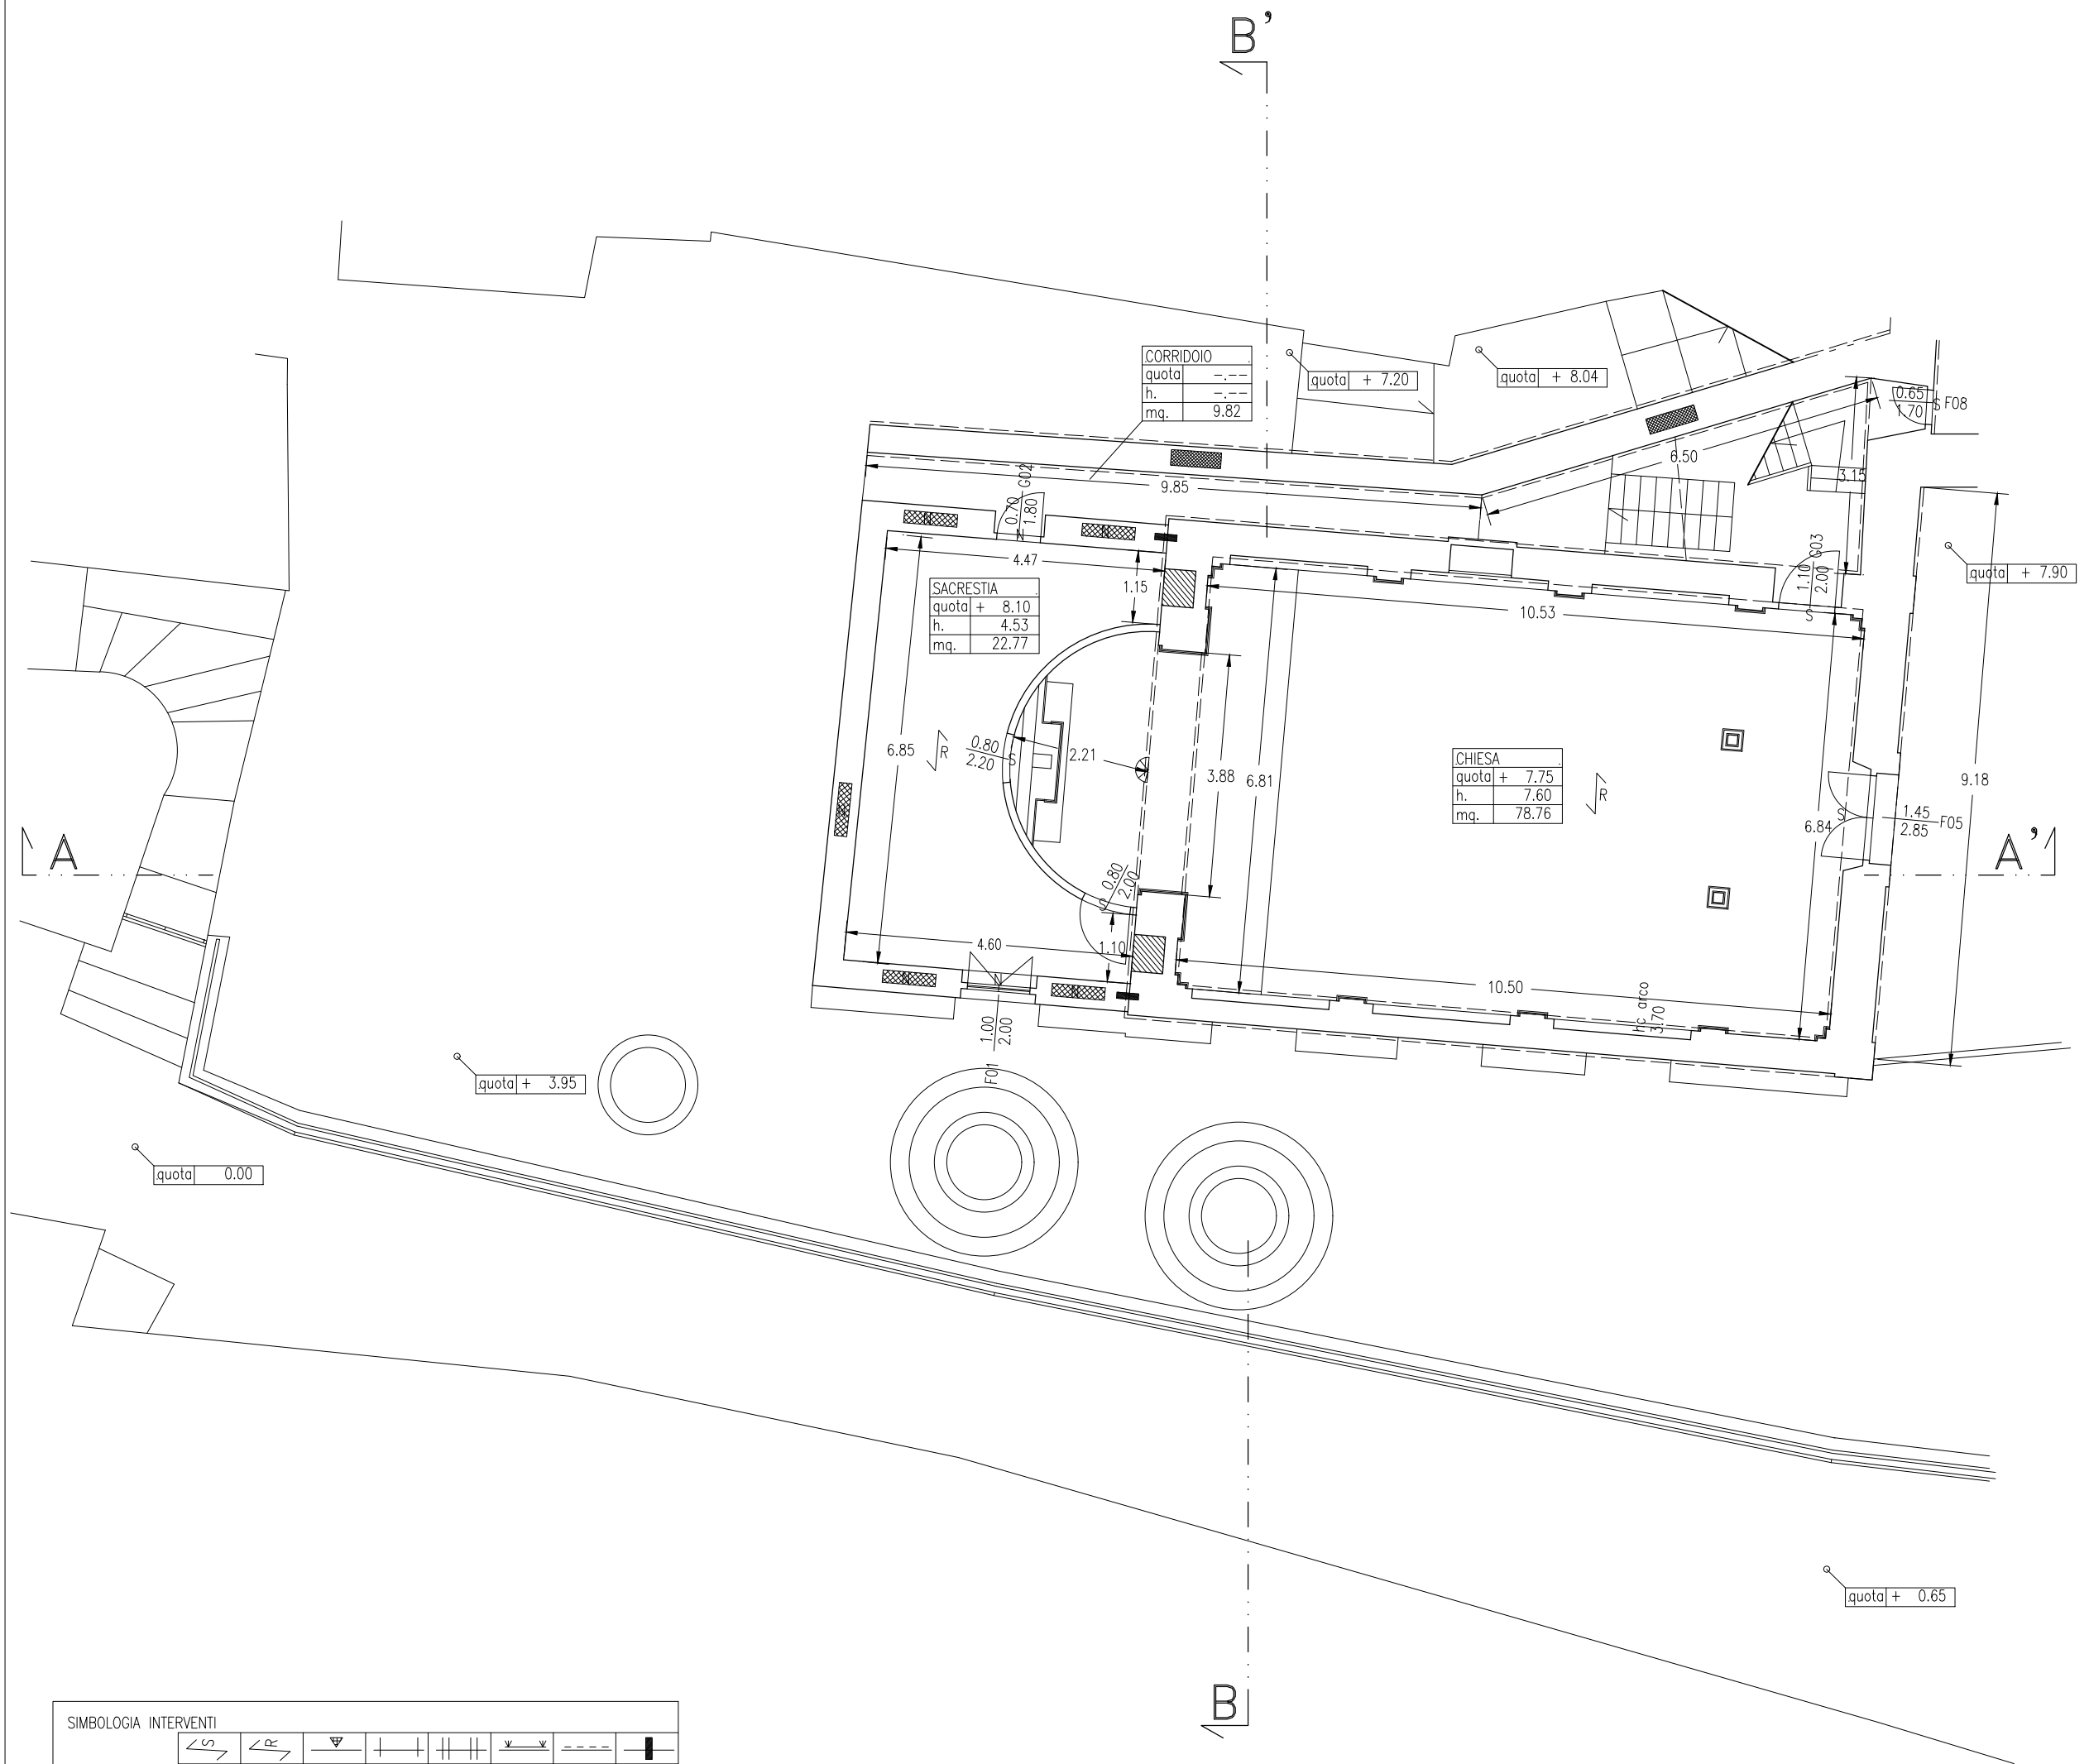 B'
CORRIDOIO
quota -.--
h. -.--
mq. 9.82
quota + 7.20
quota + 8.04
0.65
1.70
S
F08
6.50
3.15
9.85
0.70
1.80
G02
N
N
N
4.47
1.15
1.10
2.00
G03
S
quota + 7.90
SACRESTIA
quota + 8.10
h. 4.53
mq. 22.77
10.53
6.85
R
0.80
2.20
S
2.21
3.88
6.81
CHIESA
quota + 7.75
h. 7.60
mq. 78.76
R
9.18
S
6.84
1.45
2.85
F05
N
A
A'
0.80
2.00
S
4.60
1.10
N
N
N
10.50
hc arco
3.70
1.00
2.00
F01
quota + 3.95
quota 0.00
quota + 0.65
B
SIMBOLOGIA INTERVENTI
S
R